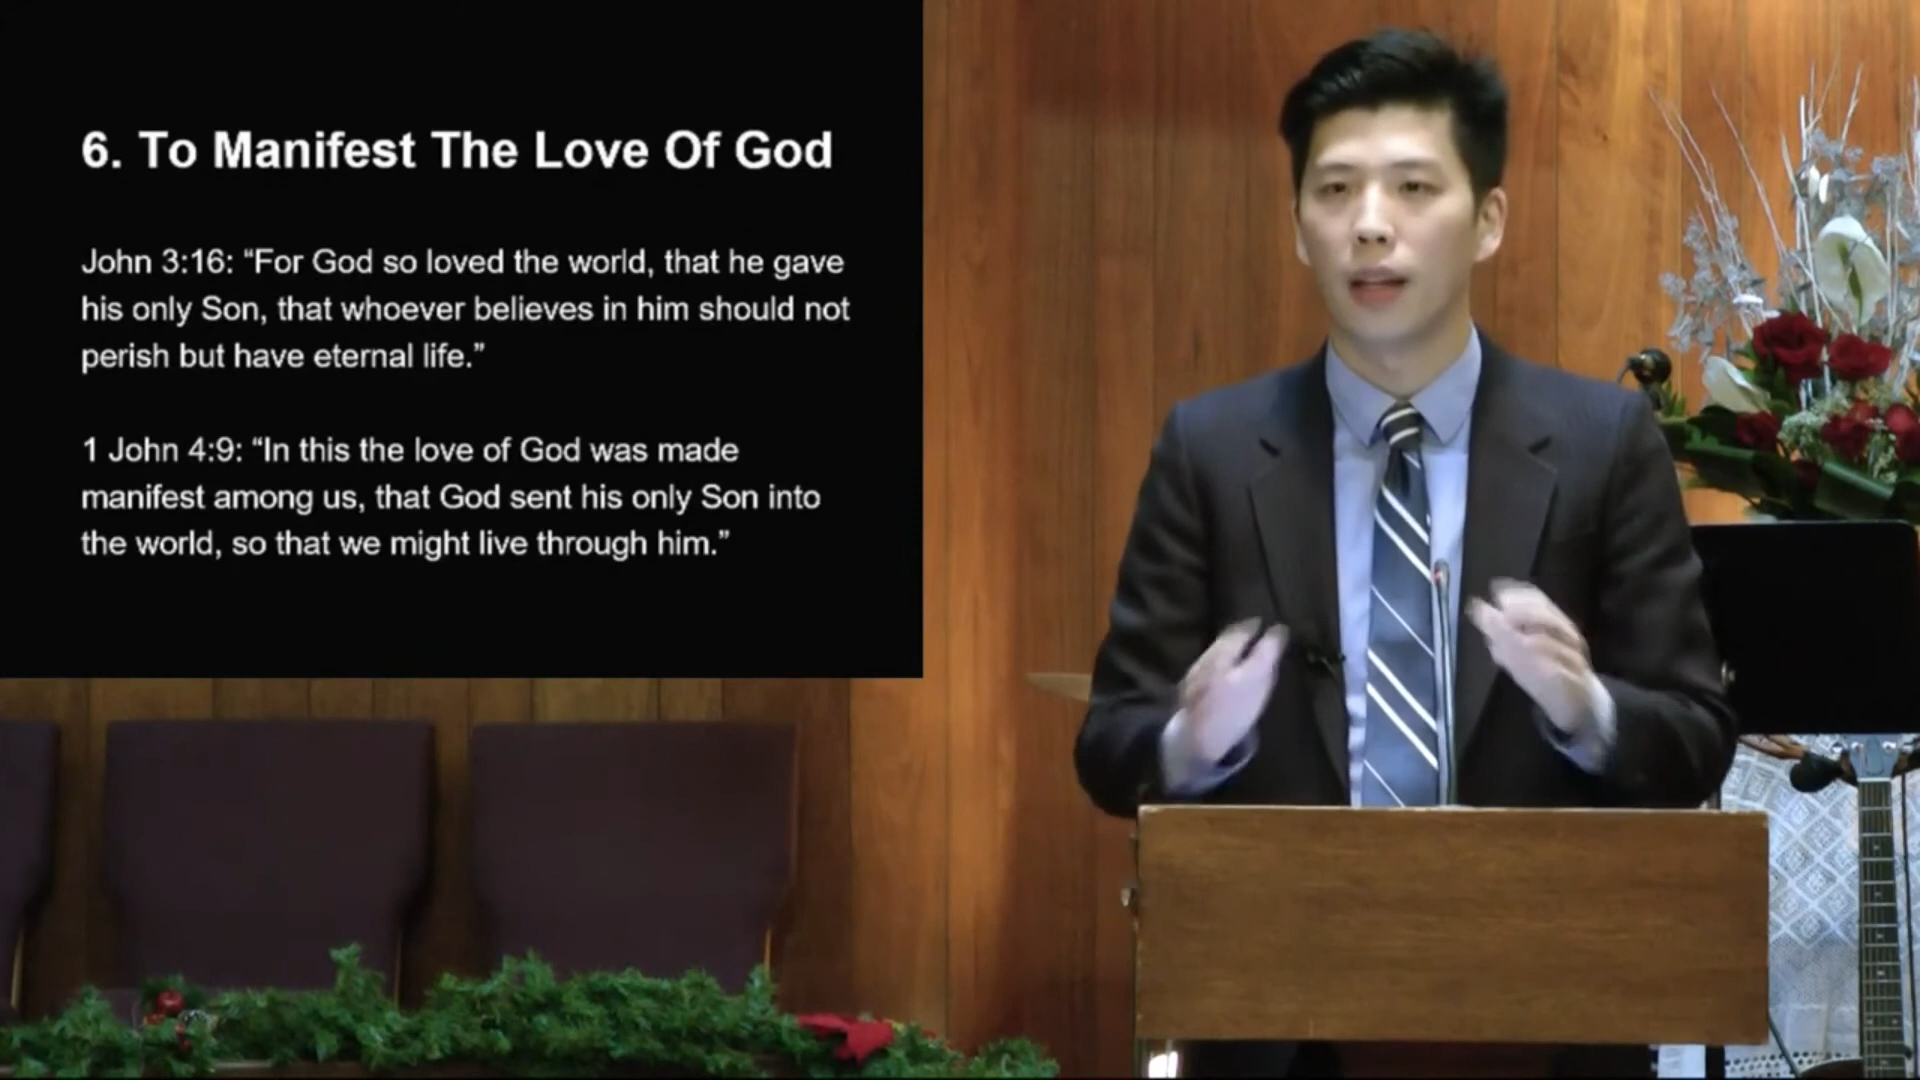 6. To Manifest The Love Of God
John 3:16: “For God so loved the world, that he gave
his only Son, that whoever believes in him should not
perish but have eternal life.”
1 John 4:9: “In this the love of God was made
manifest among us, that God sent his only Son into
the world, so that we might live through him.”